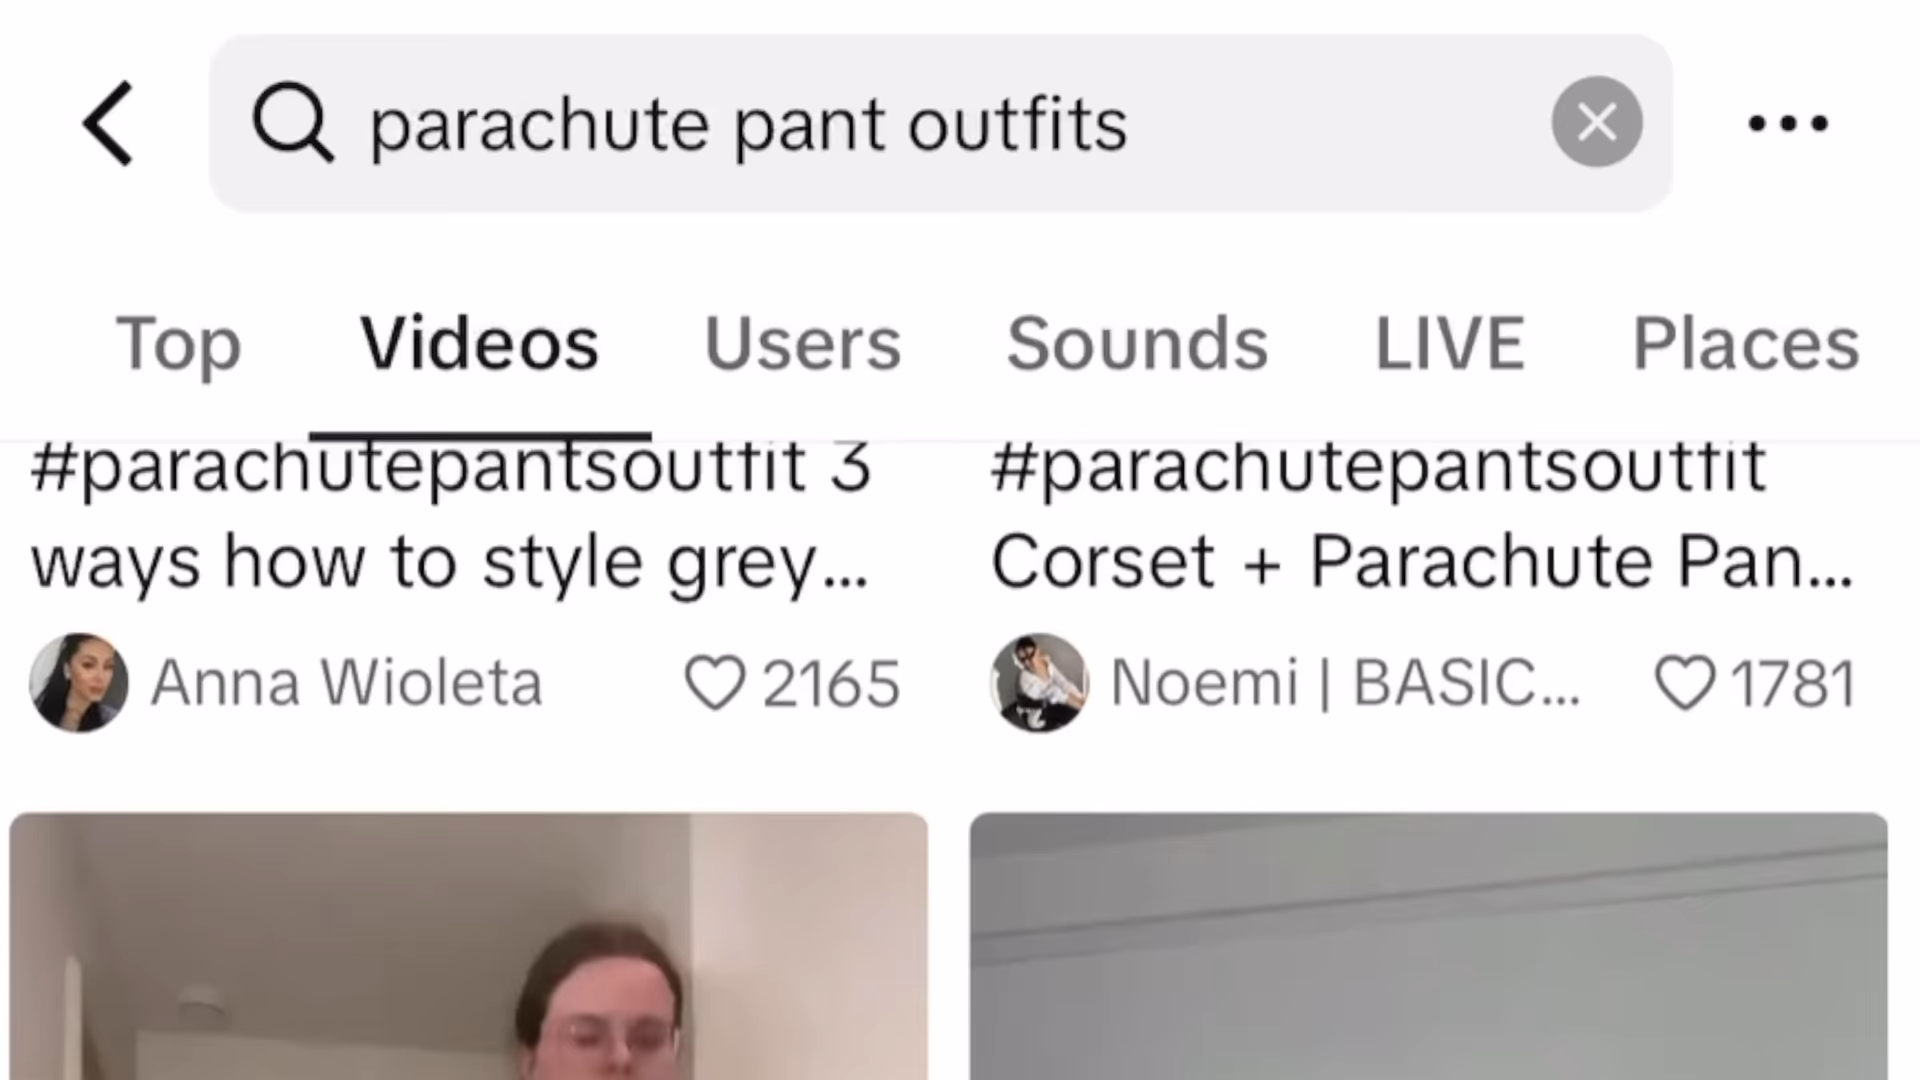 parachute pant outfits
Top Videos Users Sounds LIVE Places
#parachutepantsoutfit 3
ways how to style grey...
Anna Wioleta 2165
#parachutepantsoutfit
Corset + Parachute Pan...
Noemi | BASIC... 1781